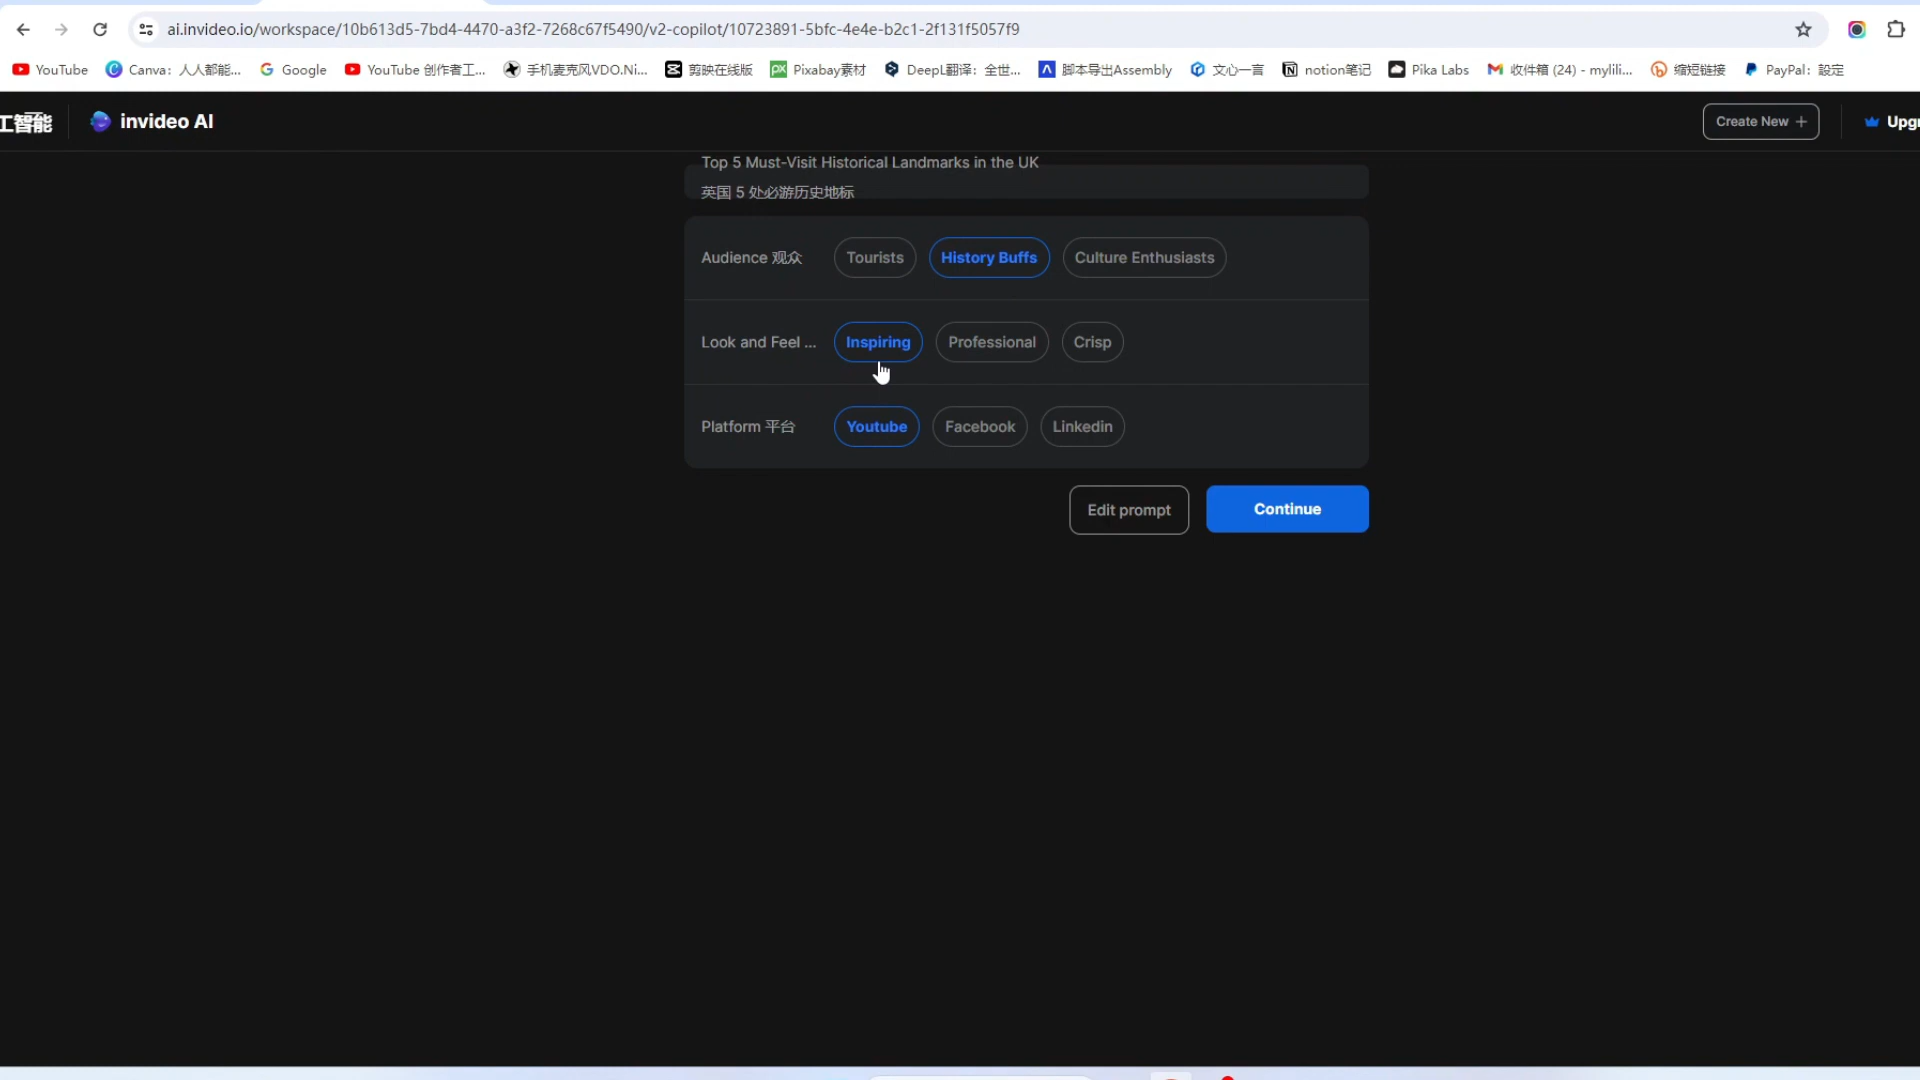 ai.invideo.io/workspace/10b613d5-7bd4-4470-a3f2-7268c67f5490/v2-copilot/10723891-5bfc-4e4e-b2c1-2f131f5057f9
YouTube Canva：人人都能... Google YouTube 创作者工... 手机麦克风VDO.Ni... 剪映在线版 Pixabay素材 DeepL翻译：全世... 脚本导出Assembly 文心一言 notion笔记 Pika Labs 收件箱 (24) - mylili... 缩短链接 PayPal：設定
工智能 invideo AI Create New + Upgr
Top 5 Must-Visit Historical Landmarks in the UK
英国 5 处必游历史地标
Audience 观众 Tourists History Buffs Culture Enthusiasts
Look and Feel ... Inspiring Professional Crisp
Platform 平台 Youtube Facebook Linkedin
Edit prompt Continue